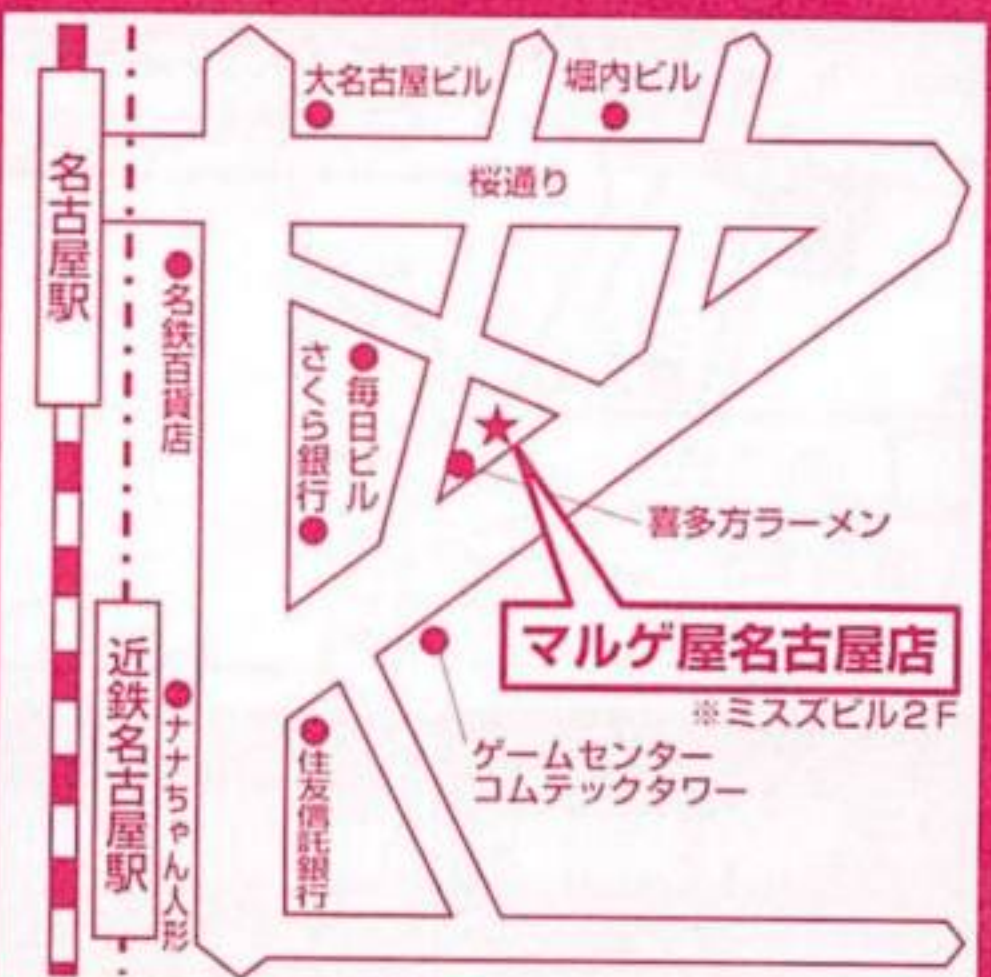 大名古屋ビル
堀内ビル
桜通り
名古屋駅
名鉄百貨店
毎日ビル
さくら銀行
喜多方ラーメン
マルゲ屋名古屋店
※ミスズビル2F
近鉄名古屋駅
ナナちゃん人形
住友信託銀行
ゲームセンター
コムテックタワー